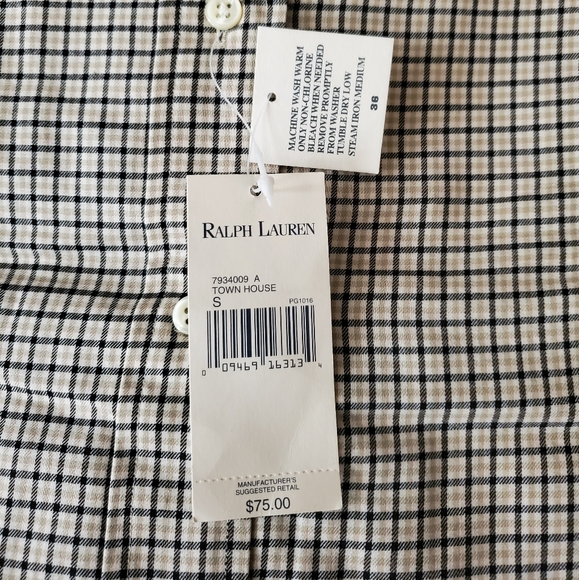 MACHINE WASH WARM
ONLY NON-CHLORINE
BLEACH WHEN NEEDED
REMOVE PROMPTLY
FROM WASHER
TUMBLE DRY LOW
STEAM IRON MEDIUM
36
RALPH LAUREN
7934009 A
TOWN HOUSE
S PG1016
0 09469 16313 4
MANUFACTURER'S
SUGGESTED RETAIL
$75.00